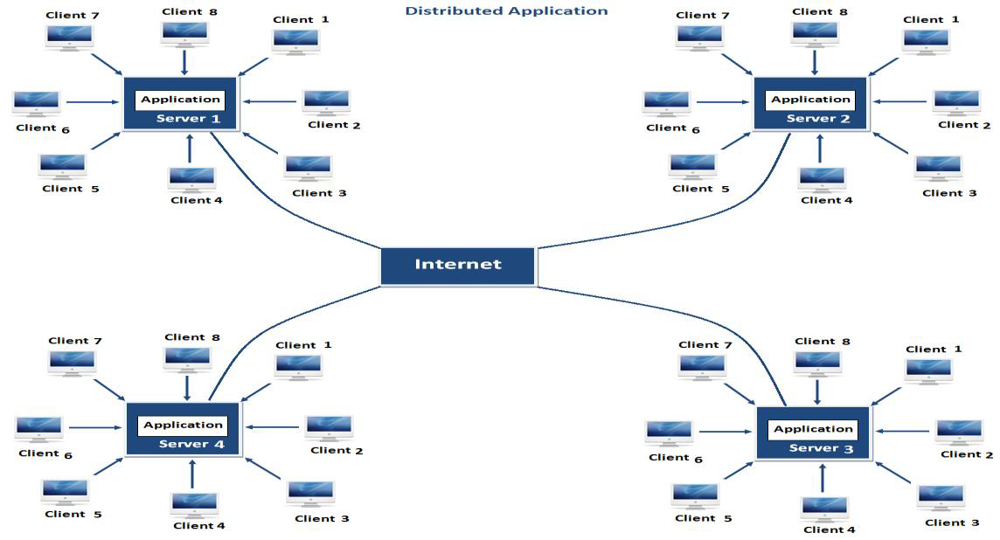 Distributed Application
Client 7
Client 8
Client 1
Application
Server 1
Client 6
Client 2
Client 5
Client 4
Client 3
Client 7
Client 8
Client 1
Application
Server 2
Client 6
Client 2
Client 5
Client 4
Client 3
Internet
Client 7
Client 8
Client 1
Application
Server 4
Client 6
Client 2
Client 5
Client 4
Client 3
Client 7
Client 8
Client 1
Application
Server 3
Client 6
Client 2
Client 5
Client 4
Client 3